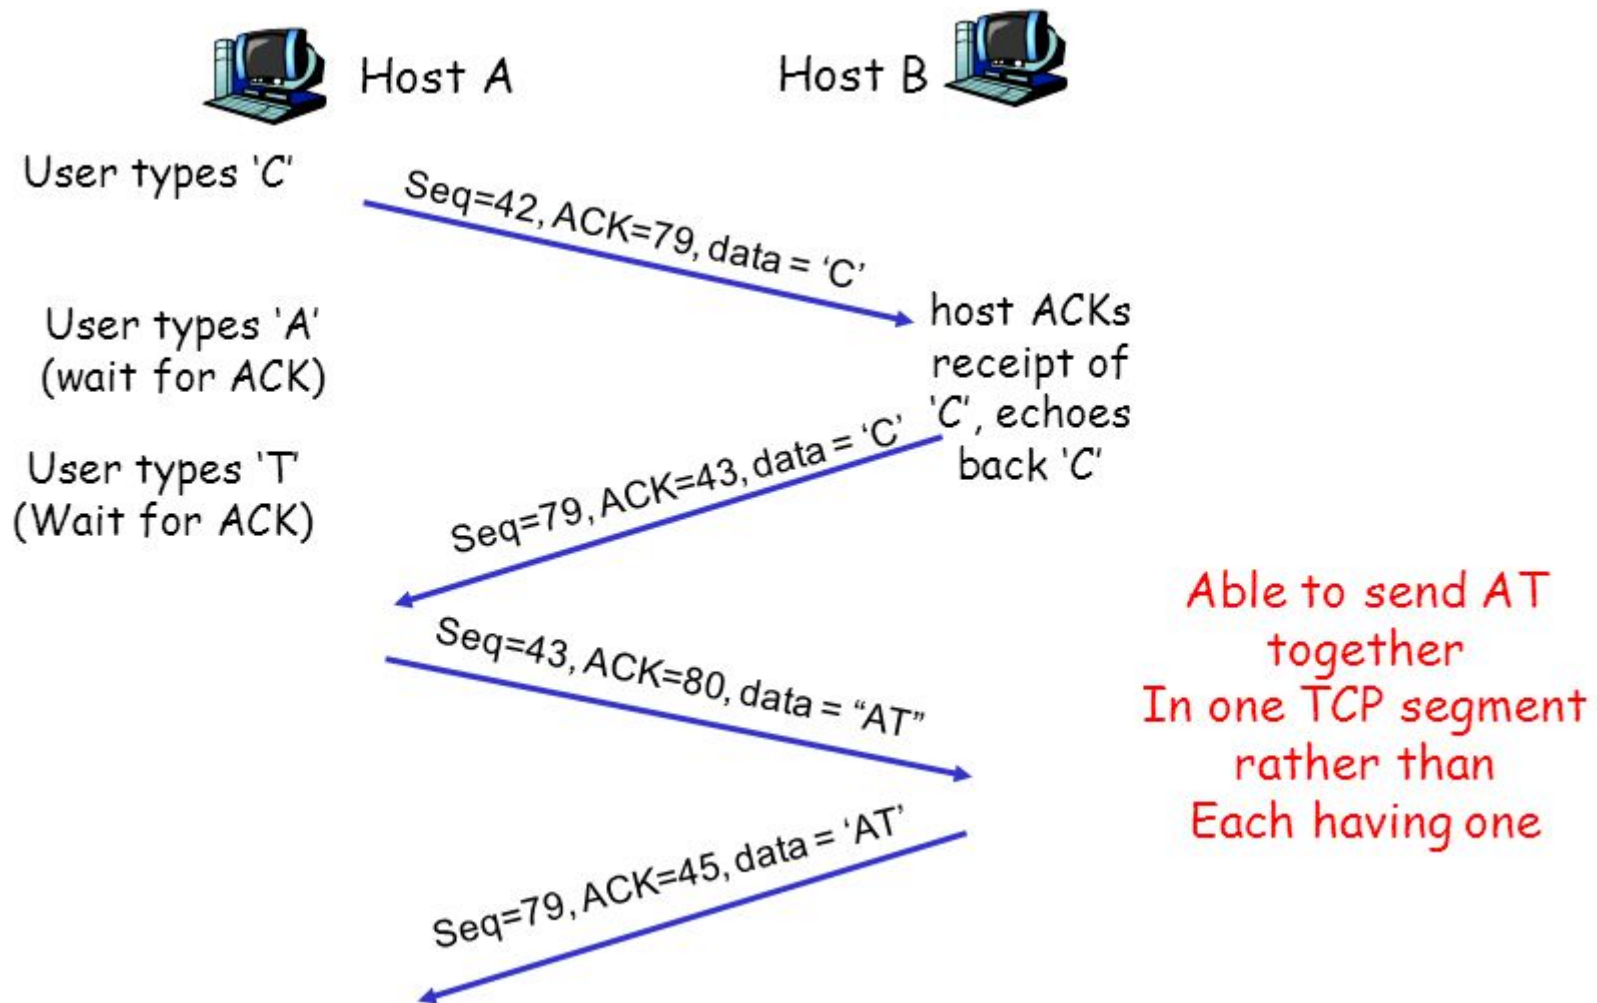 Host A
Host B
User types ‘C’
Seq=42, ACK=79, data = ‘C’
User types ‘A’
(wait for ACK)
host ACKs
receipt of
‘C’, echoes
back ‘C’
User types ‘T’
(Wait for ACK)
Seq=79, ACK=43, data = ‘C’
Seq=43, ACK=80, data = “AT”
Able to send AT
together
In one TCP segment
rather than
Each having one
Seq=79, ACK=45, data = ‘AT’